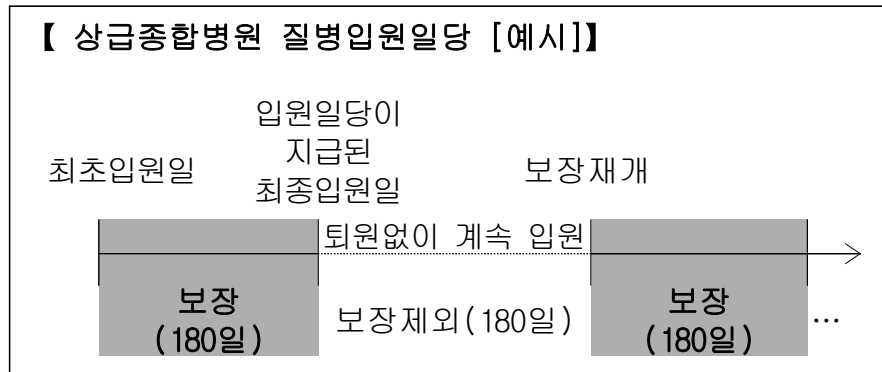 【 상급종합병원 질병입원일당 [예시]】
입원일당이
지급된
최초입원일
최종입원일
보장재개
퇴원없이 계속 입원
보장
(180일)
보장제외(180일)
보장
(180일)
…